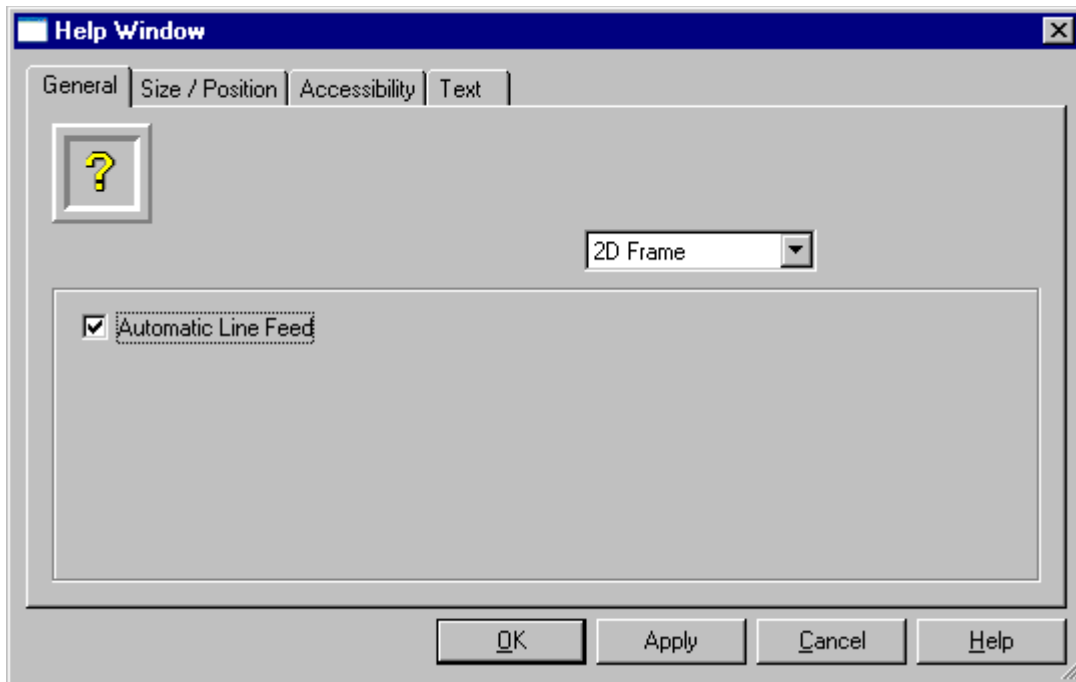 Help Window
General Size / Position Accessibility Text
?
2D Frame
Automatic Line Feed
OK Apply Cancel Help